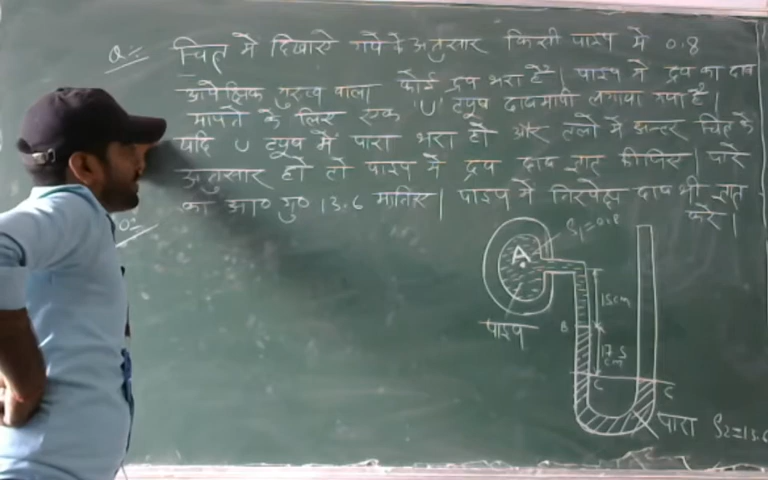 Q:- चित्र में दिखाये गये के अनुसार किसी पाइप में 0.8
आपेक्षिक गुरुत्व वाला कोई द्रव भरा है। पाइप में द्रव का दाब
मापने के लिए एक 'U' ट्यूब दाबमापी लगाया गया है।
यदि U ट्यूब में पारा भरा हो और तलों में अन्तर चित्र के
अनुसार हो तो पाइप में द्रव दाब ज्ञात कीजिए। पारे
का आ० गु० 13.6 मानिए। पाइप में निरपेक्ष दाब भी ज्ञात
करे।
S1=0.8
A
15cm
पाइप
B
17.5
cm
C
C
पारा S2=13.6